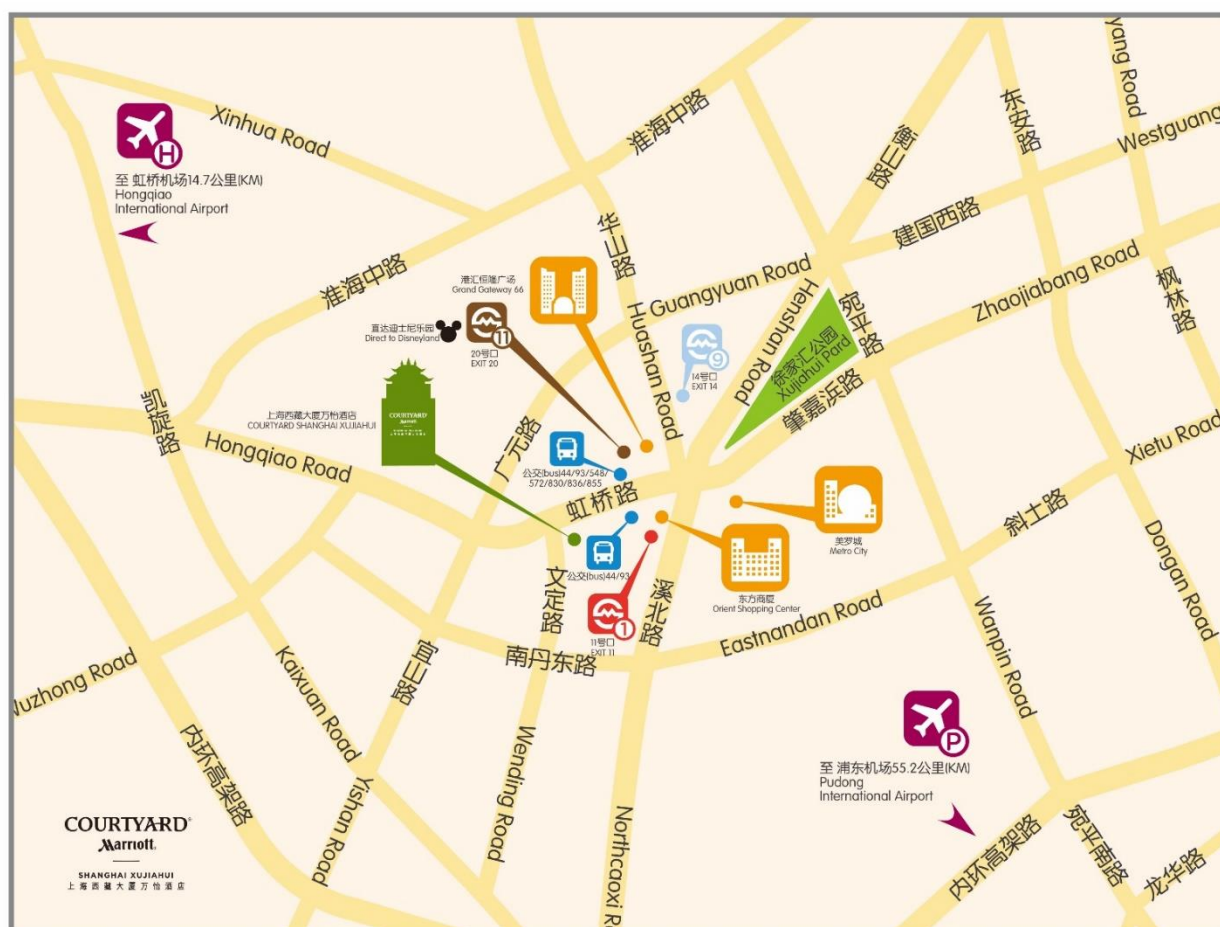 Xinhua Road
淮海中路
衡山路
东安路
yang Road
Westguang
H
至 虹桥机场14.7公里(KM)
Hongqiao
International Airport
华山路
建国西路
淮海中路
港汇恒隆广场
Grand Gateway 66
Guangyuan Road
Henshan Road
宛平路
Zhaojiabang Road
枫林路
直达迪士尼乐园
Direct to Disneyland
11
20号口
EXIT 20
Huashan Road
9
14号口
EXIT 14
徐家汇公园
Xujiahui Pard
肇嘉浜路
凯旋路
上海西藏大厦万怡酒店
COURTYARD SHANGHAI XUJIAHUI
COURTYARD
Marriott
Hongqiao Road
广元路
公交(bus)44/93/548/
572/830/836/855
虹桥路
Xietu Road
斜土路
美罗城
Metro City
公交(bus)44/93
文定路
1
11号口
EXIT 11
溪北路
东方商厦
Orient Shopping Center
Dongan Road
南丹东路
Eastnandan Road
Wanpin Road
Wuzhong Road
Kaixuan Road
宜山路
内环高架路
Yishan Road
Wending Road
Northcaoxi R
P
至 浦东机场55.2公里(KM)
Pudong
International Airport
内环高架路
宛平南路
龙华路
COURTYARD®
Marriott.
SHANGHAI XUJIAHUI
上海西藏大厦万怡酒店